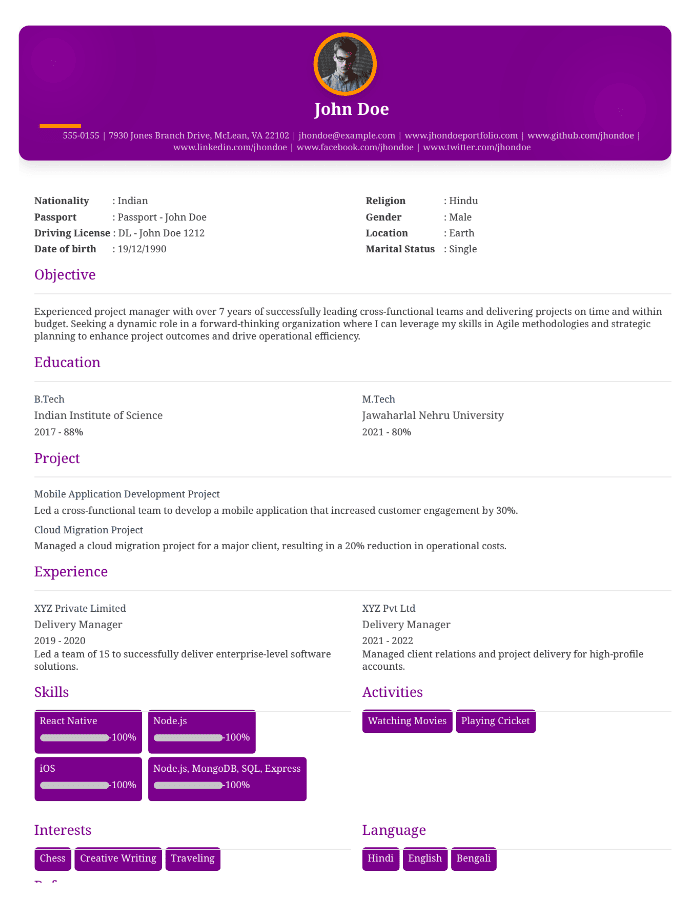 John Doe
555-0155 | 7930 Jones Branch Drive, McLean, VA 22102 | jhondoe@example.com | www.jhondoeportfolio.com | www.github.com/jhondoe |
www.linkedin.com/jhondoe | www.facebook.com/jhondoe | www.twitter.com/jhondoe
Nationality : Indian
Passport : Passport - John Doe
Driving License : DL - John Doe 1212
Date of birth : 19/12/1990
Religion : Hindu
Gender : Male
Location : Earth
Marital Status : Single
Objective
Experienced project manager with over 7 years of successfully leading cross-functional teams and delivering projects on time and within
budget. Seeking a dynamic role in a forward-thinking organization where I can leverage my skills in Agile methodologies and strategic
planning to enhance project outcomes and drive operational efficiency.
Education
B.Tech
Indian Institute of Science
2017 - 88%
M.Tech
Jawaharlal Nehru University
2021 - 80%
Project
Mobile Application Development Project
Led a cross-functional team to develop a mobile application that increased customer engagement by 30%.
Cloud Migration Project
Managed a cloud migration project for a major client, resulting in a 20% reduction in operational costs.
Experience
XYZ Private Limited
Delivery Manager
2019 - 2020
Led a team of 15 to successfully deliver enterprise-level software
solutions.
XYZ Pvt Ltd
Delivery Manager
2021 - 2022
Managed client relations and project delivery for high-profile
accounts.
Skills
React Native
100%
Node.js
100%
iOS
100%
Node.js, MongoDB, SQL, Express
100%
Activities
Watching Movies
Playing Cricket
Interests
Chess
Creative Writing
Traveling
Language
Hindi
English
Bengali